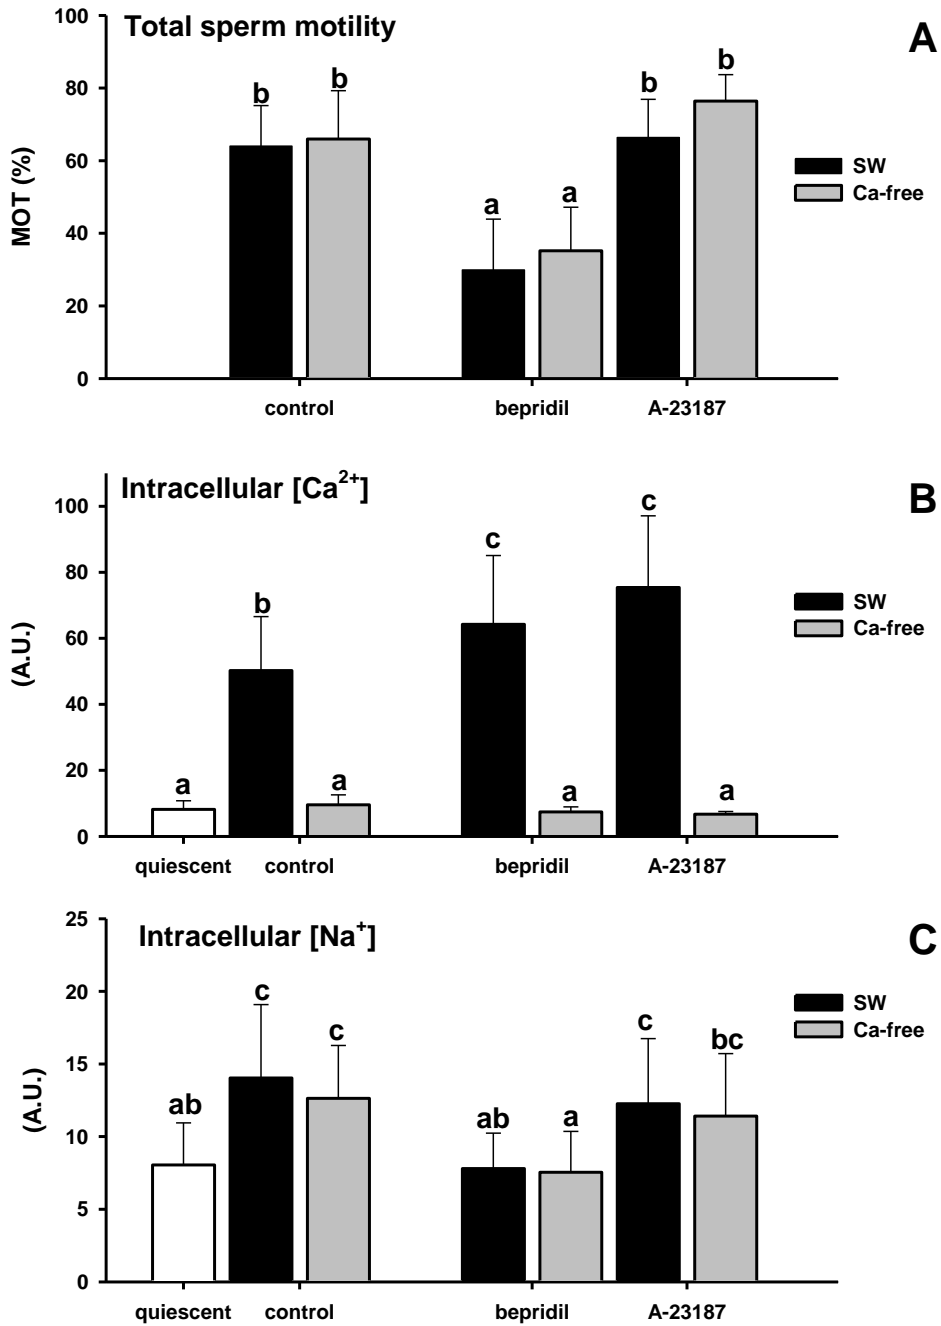 Total sperm motility
A
100
80
60
40
20
0
MOT (%)
b
b
a
a
b
b
SW
Ca-free
control
bepridil
A-23187
Intracellular [Ca²⁺]
B
100
80
60
40
20
0
(A.U.)
a
b
a
c
a
c
a
SW
Ca-free
quiescent
control
bepridil
A-23187
Intracellular [Na⁺]
C
25
20
15
10
5
0
(A.U.)
ab
c
c
ab
a
c
bc
SW
Ca-free
quiescent
control
bepridil
A-23187